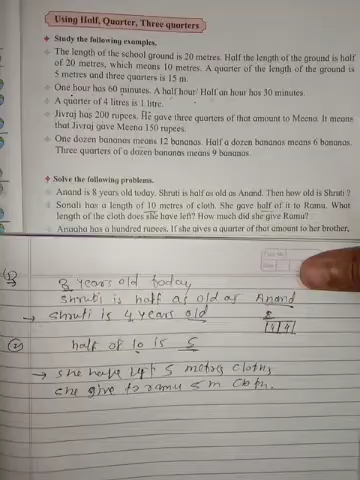 Using Half, Quarter, Three quarters
Study the following examples.
The length of the school ground is 20 metres. Half the length of the ground is half
of 20 metres, which means 10 metres. A quarter of the length of the ground is
5 metres and three quarters is 15 m.
One hour has 60 minutes. A half hour/ Half an hour has 30 minutes.
A quarter of 4 litres is 1 litre.
Jivraj has 200 rupees. He gave three quarters of that amount to Meena. It means
that Jivraj gave Meena 150 rupees.
One dozen bananas means 12 bananas. Half a dozen bananas means 6 bananas.
Three quarters of a dozen bananas means 9 bananas.
Solve the following problems.
Anand is 8 years old today. Shruti is half as old as Anand. Then how old is Shruti ?
Sonali has a length of 10 metres of cloth. She gave half of it to Ramu. What
length of the cloth does she have left? How much did she give Ramu?
Anagha has a hundred rupees. If she gives a quarter of that amount to her brother,
years old today
Shruti is half as old as Anand
→ Shruti is 4 years old 8
4 4
② half of 10 is 5
→ she have left 5 metres
she give to ramu 5 m